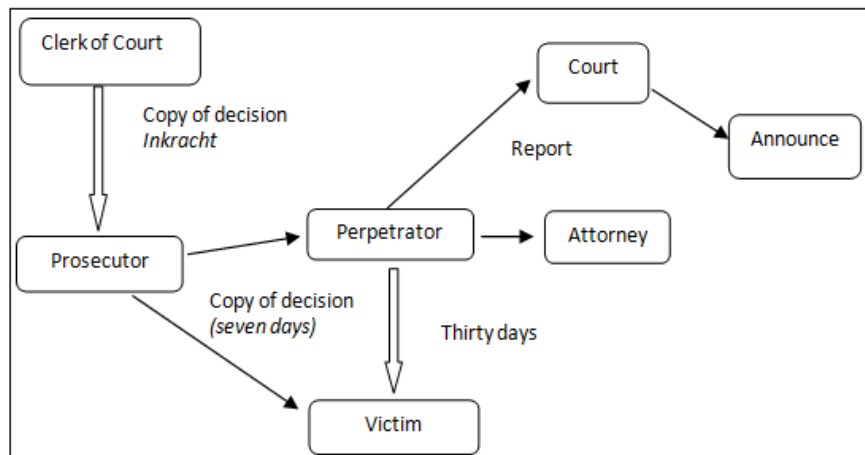 Clerk of Court
Court
Copy of decision
Inkracht
Report
Announce
Perpetrator
Attorney
Prosecutor
Copy of decision
(seven days)
Thirty days
Victim